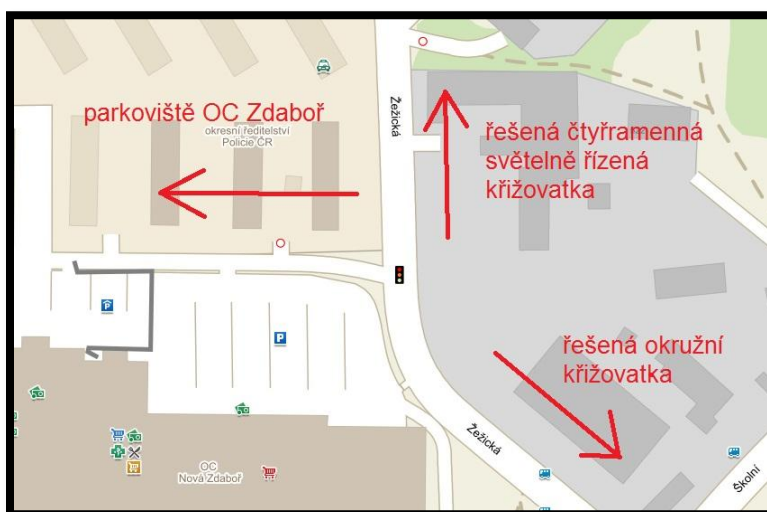 parkoviště OC Zdaboř
okresní ředitelství
Policie ČR
Žežická
řešená čtyřramenná
světelně řízená
křižovatka
P
P
řešená okružní
křižovatka
Žežická
Školní
OC
Nová Zdaboř